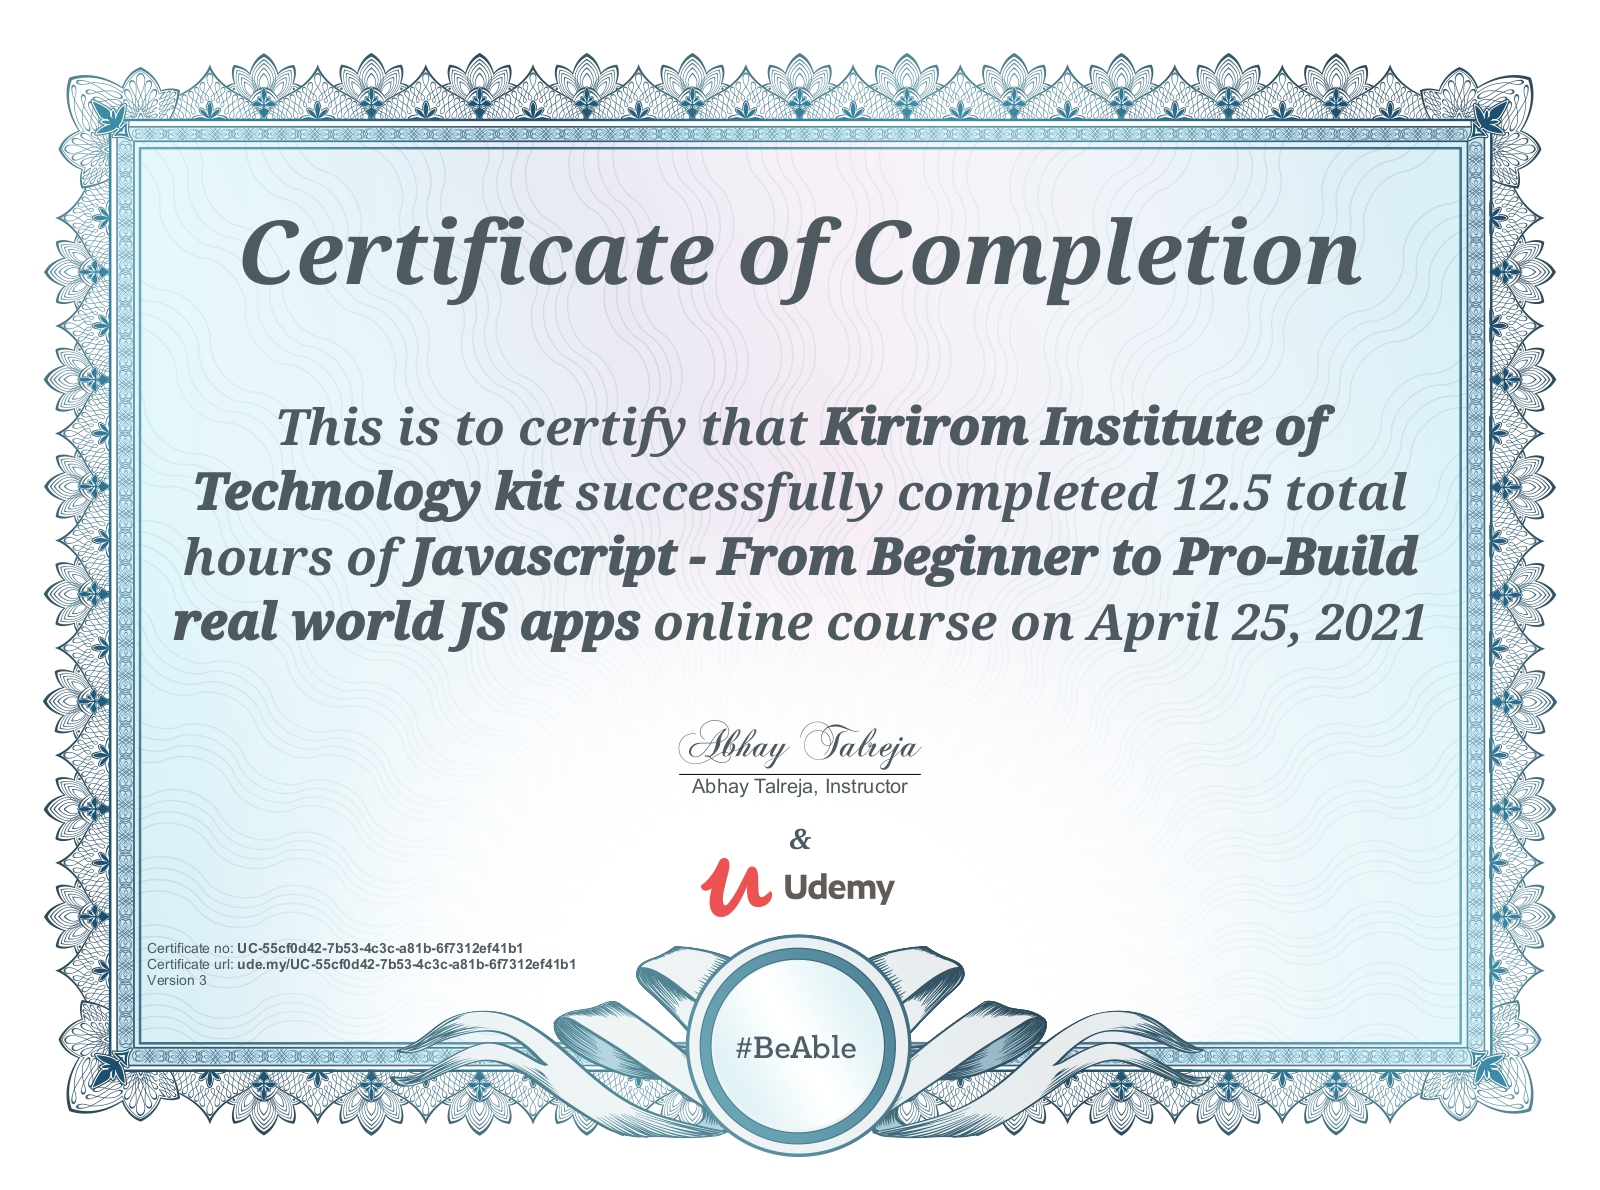 Certificate of Completion
This is to certify that Kirirom Institute of
Technology kit successfully completed 12.5 total
hours of Javascript - From Beginner to Pro-Build
real world JS apps online course on April 25, 2021
Abhay Talreja
Abhay Talreja, Instructor
&
Udemy
Certificate no: UC-55cf0d42-7b53-4c3c-a81b-6f7312ef41b1
Certificate url: ude.my/UC-55cf0d42-7b53-4c3c-a81b-6f7312ef41b1
Version 3
#BeAble